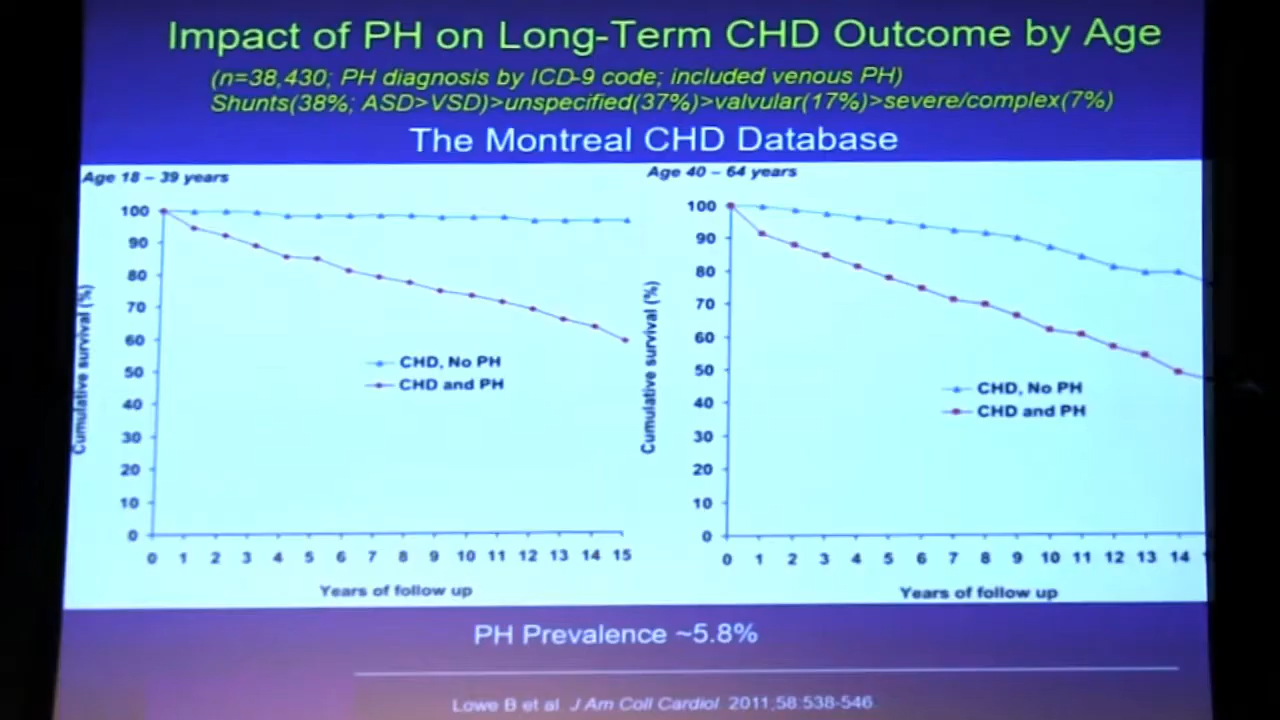 Impact of PH on Long-Term CHD Outcome by Age
(n=38,430; PH diagnosis by ICD-9 code; included venous PH)
Shunts(38%; ASD>VSD)>unspecified(37%)>valvular(17%)>severe/complex(7%)
The Montreal CHD Database
Age 18 – 39 years
100
90
80
70
60
50
40
30
20
10
0
Cumulative survival (%)
CHD, No PH
CHD and PH
0 1 2 3 4 5 6 7 8 9 10 11 12 13 14 15
Years of follow up
Age 40 – 64 years
100
90
80
70
60
50
40
30
20
10
0
Cumulative survival (%)
CHD, No PH
CHD and PH
0 1 2 3 4 5 6 7 8 9 10 11 12 13 14
Years of follow up
PH Prevalence ~5.8%
Lowe B et al. J Am Coll Cardiol. 2011;58:538-546.